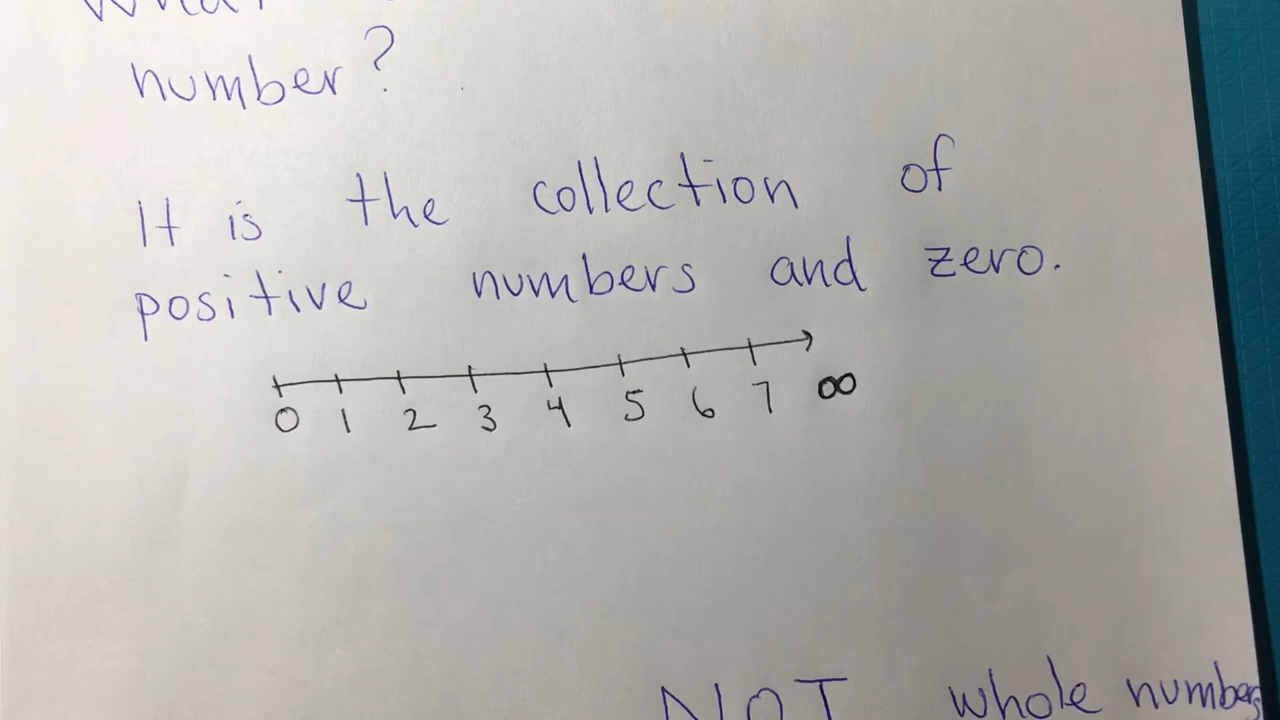 What
number?
It is the collection of
positive numbers and zero.
0 1 2 3 4 5 6 7 ∞
NOT whole numbers